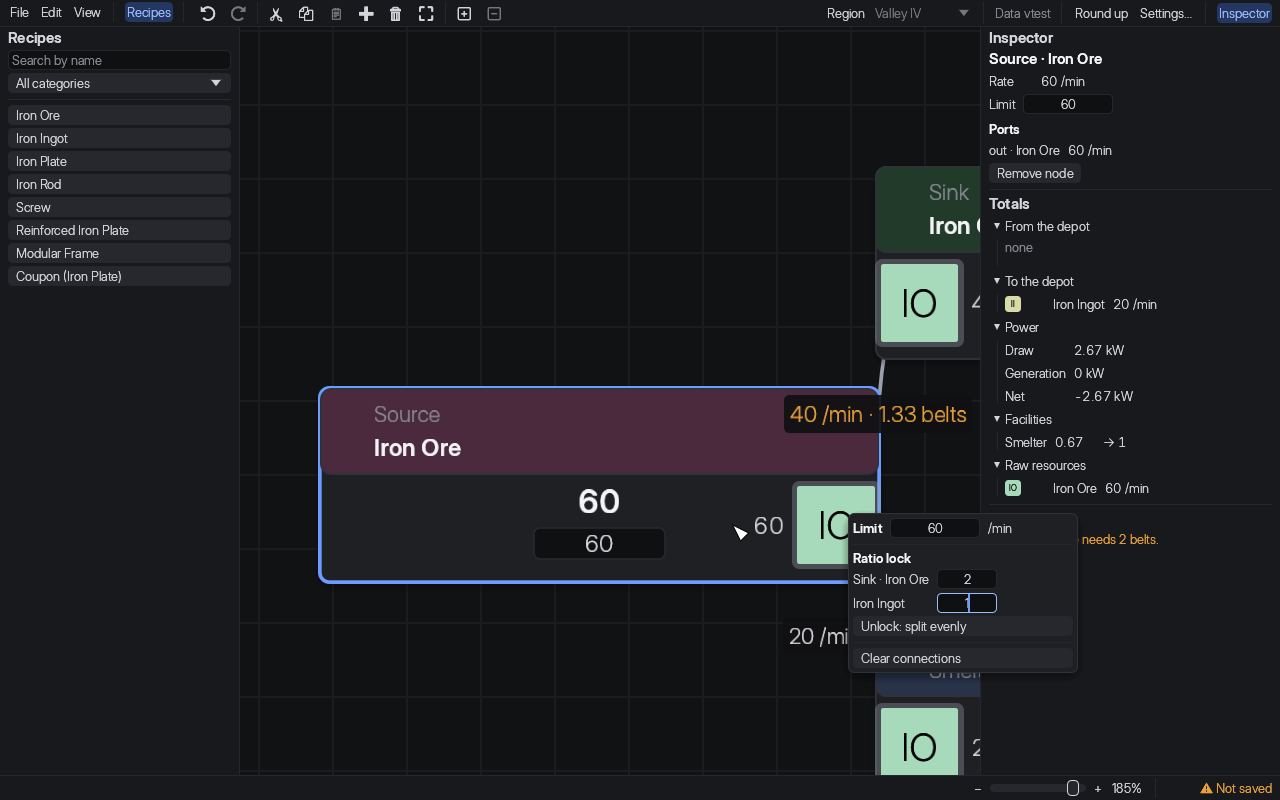 File Edit View Recipes Region Valley IV Data vtest Round up Settings... Inspector
Recipes
Search by name
All categories
Iron Ore
Iron Ingot
Iron Plate
Iron Rod
Screw
Reinforced Iron Plate
Modular Frame
Coupon (Iron Plate)
Sink
Iron
IO
Source
Iron Ore
40 /min · 1.33 belts
60
60
60
20
IO
Limit 60 /min
Ratio lock
Sink · Iron Ore 2
Iron Ingot 1
Unlock: split evenly
Clear connections
Inspector
Source · Iron Ore
Rate 60 /min
Limit 60
Ports
out · Iron Ore 60 /min
Remove node
Totals
From the depot
none
To the depot
II Iron Ingot 20 /min
Power
Draw 2.67 kW
Generation 0 kW
Net -2.67 kW
Facilities
Smelter 0.67 → 1
Raw resources
IO Iron Ore 60 /min
needs 2 belts.
− + 185% Not saved